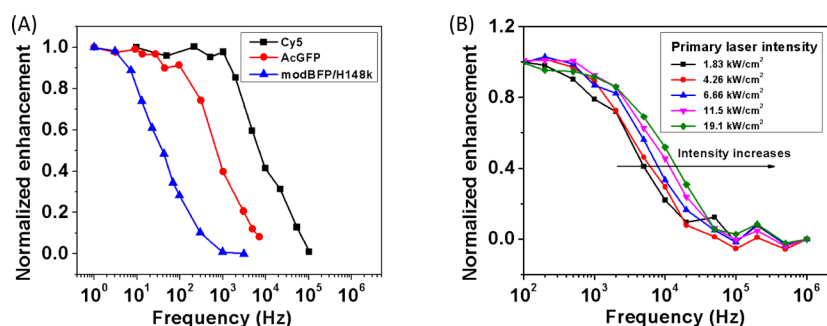 (A)
Normalized enhancement
1.0
0.8
0.6
0.4
0.2
0.0
Cy5
AcGFP
modBFP/H148k
10⁰ 10¹ 10² 10³ 10⁴ 10⁵ 10⁶
Frequency (Hz)
(B)
Normalized enhancement
1.2
0.8
0.4
0.0
Primary laser intensity
1.83 kW/cm²
4.26 kW/cm²
6.66 kW/cm²
11.5 kW/cm²
19.1 kW/cm²
Intensity increases
10² 10³ 10⁴ 10⁵ 10⁶
Frequency (Hz)